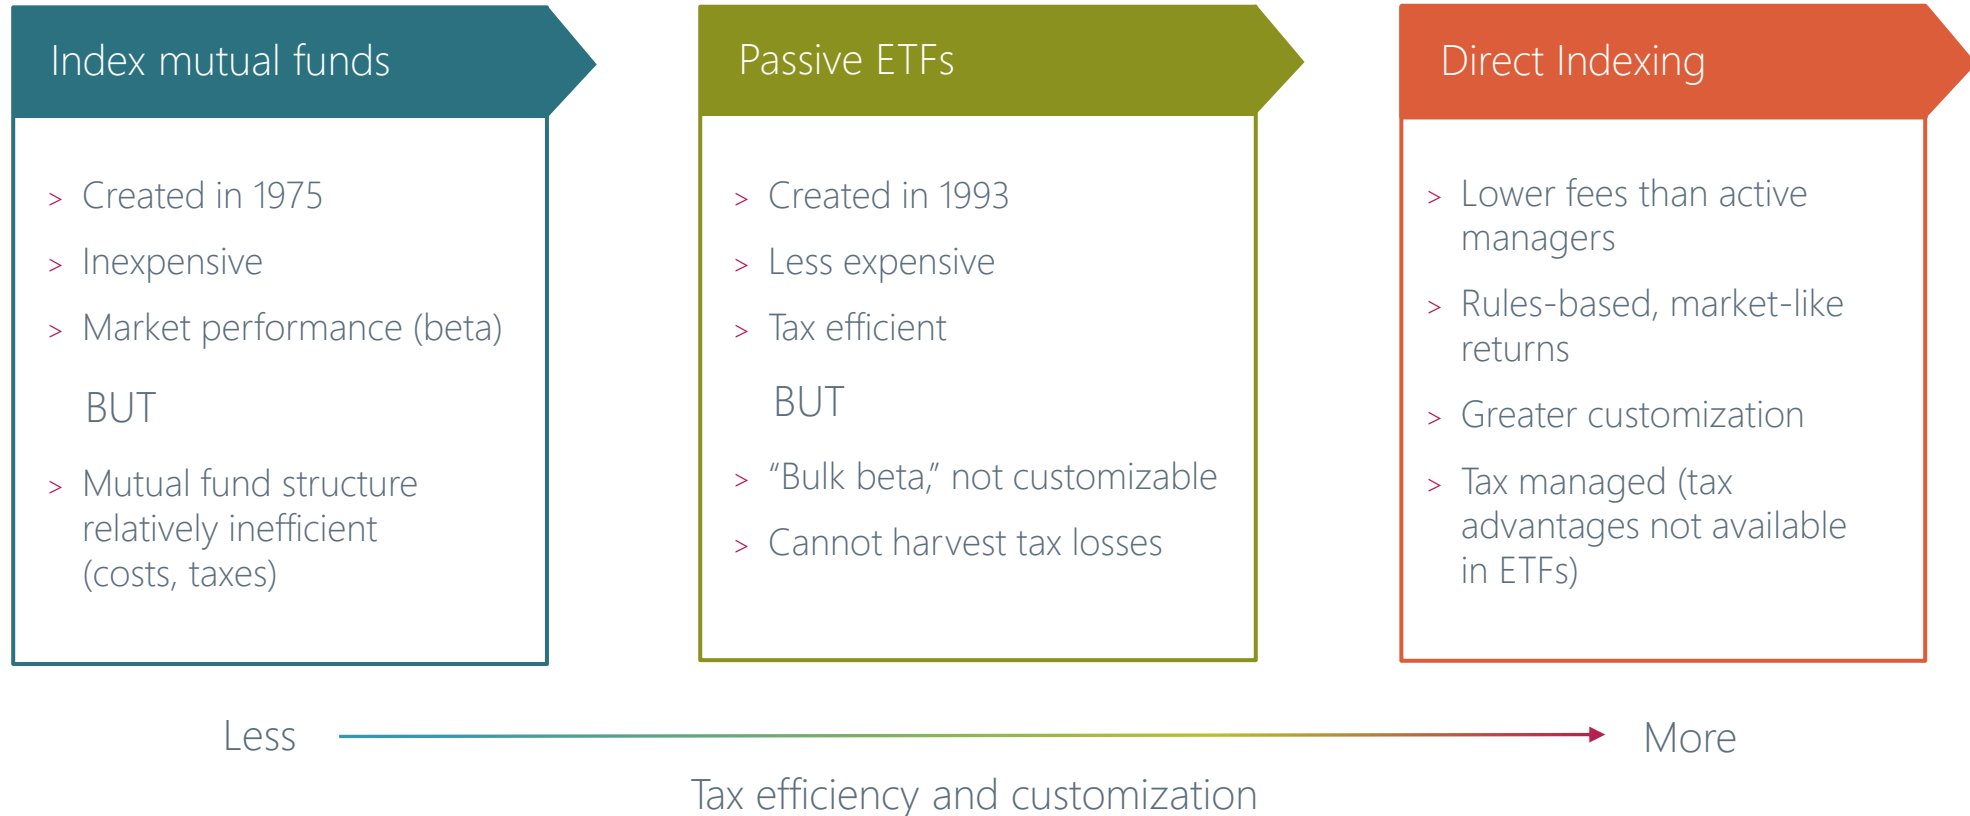 Index mutual funds
> Created in 1975
> Inexpensive
> Market performance (beta)
BUT
> Mutual fund structure
relatively inefficient
(costs, taxes)
Passive ETFs
> Created in 1993
> Less expensive
> Tax efficient
BUT
> “Bulk beta,” not customizable
> Cannot harvest tax losses
Direct Indexing
> Lower fees than active
managers
> Rules-based, market-like
returns
> Greater customization
> Tax managed (tax
advantages not available
in ETFs)
Less
More
Tax efficiency and customization